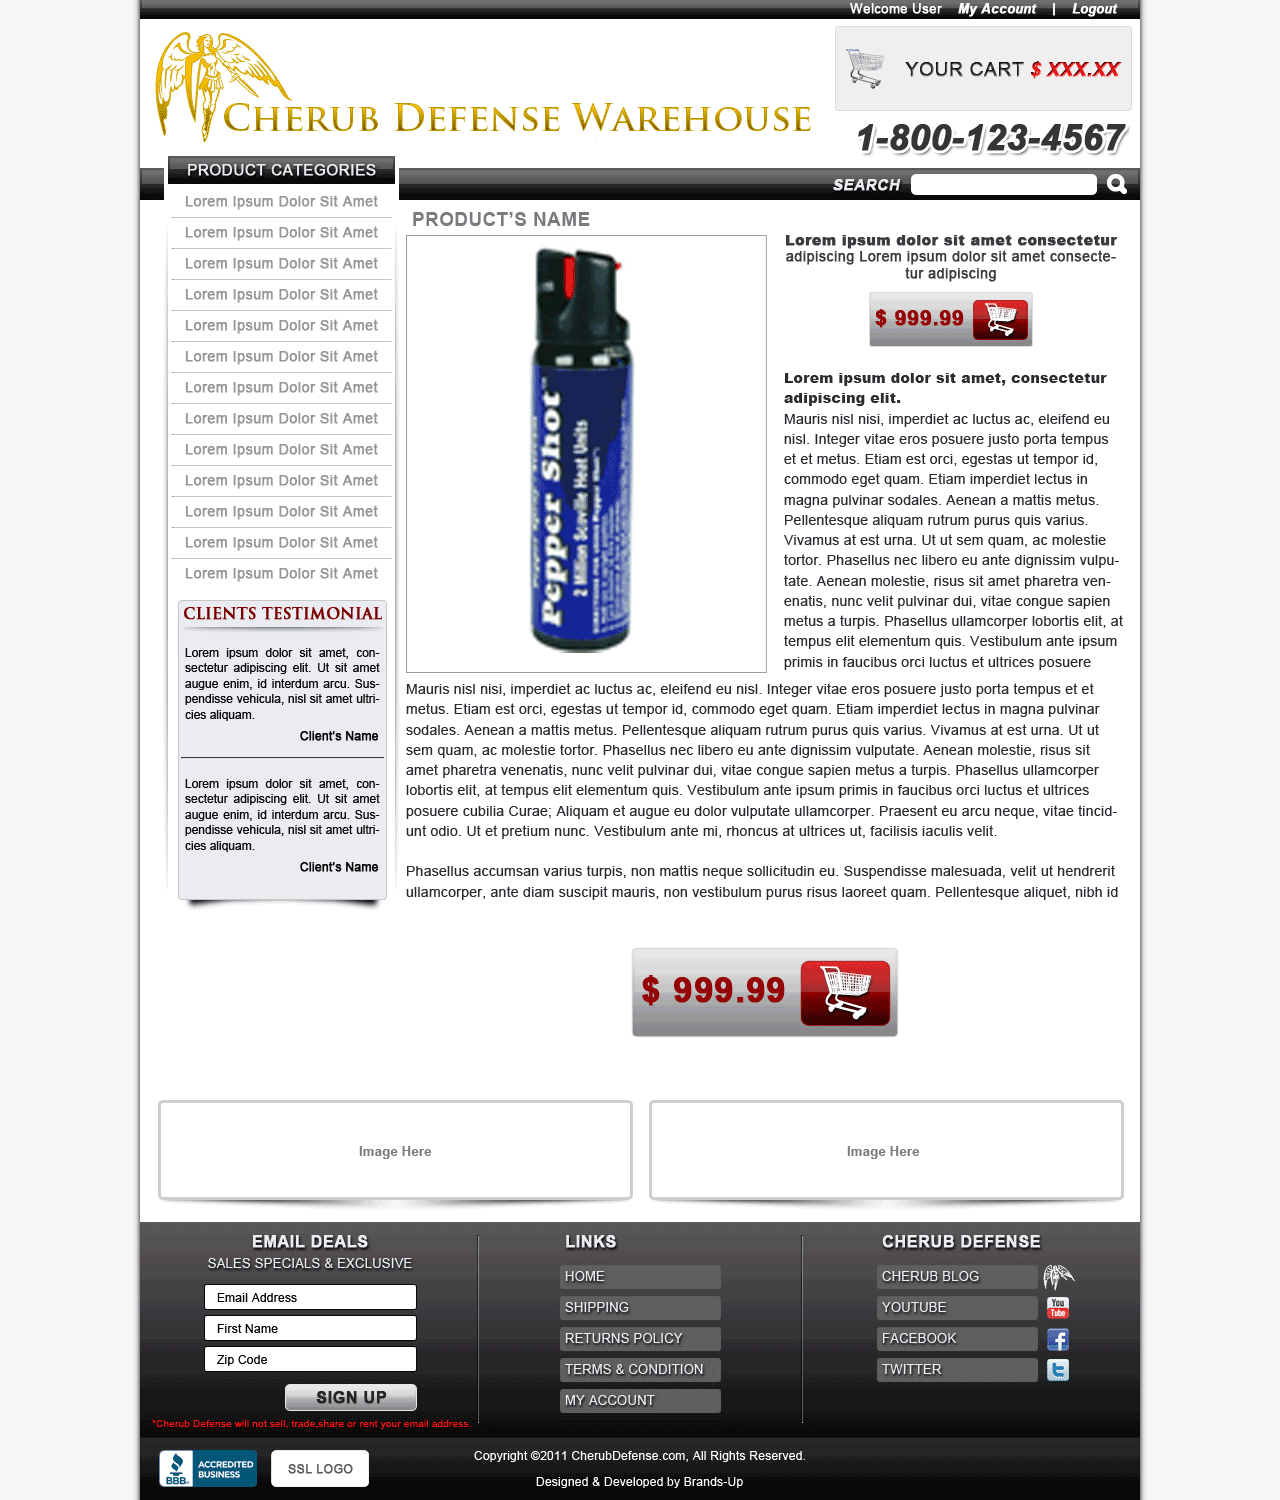 Welcome User My Account | Logout
CHERUB DEFENSE WAREHOUSE
YOUR CART $ XXX.XX
1-800-123-4567
SEARCH
PRODUCT CATEGORIES
Lorem Ipsum Dolor Sit Amet
Lorem Ipsum Dolor Sit Amet
Lorem Ipsum Dolor Sit Amet
Lorem Ipsum Dolor Sit Amet
Lorem Ipsum Dolor Sit Amet
Lorem Ipsum Dolor Sit Amet
Lorem Ipsum Dolor Sit Amet
Lorem Ipsum Dolor Sit Amet
Lorem Ipsum Dolor Sit Amet
Lorem Ipsum Dolor Sit Amet
Lorem Ipsum Dolor Sit Amet
Lorem Ipsum Dolor Sit Amet
Lorem Ipsum Dolor Sit Amet
CLIENTS TESTIMONIAL
Lorem ipsum dolor sit amet, con-
sectetur adipiscing elit. Ut sit amet
augue enim, id interdum arcu. Sus-
pendisse vehicula, nisl sit amet ultri-
cies aliquam.
Client's Name
Lorem ipsum dolor sit amet, con-
sectetur adipiscing elit. Ut sit amet
augue enim, id interdum arcu. Sus-
pendisse vehicula, nisl sit amet ultri-
cies aliquam.
Client's Name
PRODUCT'S NAME
Pepper Shot
2 Million Scoville Heat Units
Lorem ipsum dolor sit amet consectetur
adipiscing Lorem ipsum dolor sit amet consecte-
tur adipiscing
$ 999.99
Lorem ipsum dolor sit amet, consectetur
adipiscing elit.
Mauris nisl nisi, imperdiet ac luctus ac, eleifend eu
nisl. Integer vitae eros posuere justo porta tempus
et et metus. Etiam est orci, egestas ut tempor id,
commodo eget quam. Etiam imperdiet lectus in
magna pulvinar sodales. Aenean a mattis metus.
Pellentesque aliquam rutrum purus quis varius.
Vivamus at est urna. Ut ut sem quam, ac molestie
tortor. Phasellus nec libero eu ante dignissim vulpu-
tate. Aenean molestie, risus sit amet pharetra ven-
enatis, nunc velit pulvinar dui, vitae congue sapien
metus a turpis. Phasellus ullamcorper lobortis elit, at
tempus elit elementum quis. Vestibulum ante ipsum
primis in faucibus orci luctus et ultrices posuere
Mauris nisl nisi, imperdiet ac luctus ac, eleifend eu nisl. Integer vitae eros posuere justo porta tempus et et
metus. Etiam est orci, egestas ut tempor id, commodo eget quam. Etiam imperdiet lectus in magna pulvinar
sodales. Aenean a mattis metus. Pellentesque aliquam rutrum purus quis varius. Vivamus at est urna. Ut ut
sem quam, ac molestie tortor. Phasellus nec libero eu ante dignissim vulputate. Aenean molestie, risus sit
amet pharetra venenatis, nunc velit pulvinar dui, vitae congue sapien metus a turpis. Phasellus ullamcorper
lobortis elit, at tempus elit elementum quis. Vestibulum ante ipsum primis in faucibus orci luctus et ultrices
posuere cubilia Curae; Aliquam et augue eu dolor vulputate ullamcorper. Praesent eu arcu neque, vitae tincid-
unt odio. Ut et pretium nunc. Vestibulum ante mi, rhoncus at ultrices ut, facilisis iaculis velit.
Phasellus accumsan varius turpis, non mattis neque sollicitudin eu. Suspendisse malesuada, velit ut hendrerit
ullamcorper, ante diam suscipit mauris, non vestibulum purus risus laoreet quam. Pellentesque aliquet, nibh id
$ 999.99
Image Here
Image Here
EMAIL DEALS
SALES SPECIALS & EXCLUSIVE
Email Address
First Name
Zip Code
SIGN UP
*Cherub Defense will not sell, trade,share or rent your email address.
LINKS
HOME
SHIPPING
RETURNS POLICY
TERMS & CONDITION
MY ACCOUNT
CHERUB DEFENSE
CHERUB BLOG
YOUTUBE
You Tube
FACEBOOK
f
TWITTER
t
BBB
ACCREDITED
BUSINESS
SSL LOGO
Copyright ©2011 CherubDefense.com, All Rights Reserved.
Designed & Developed by Brands-Up